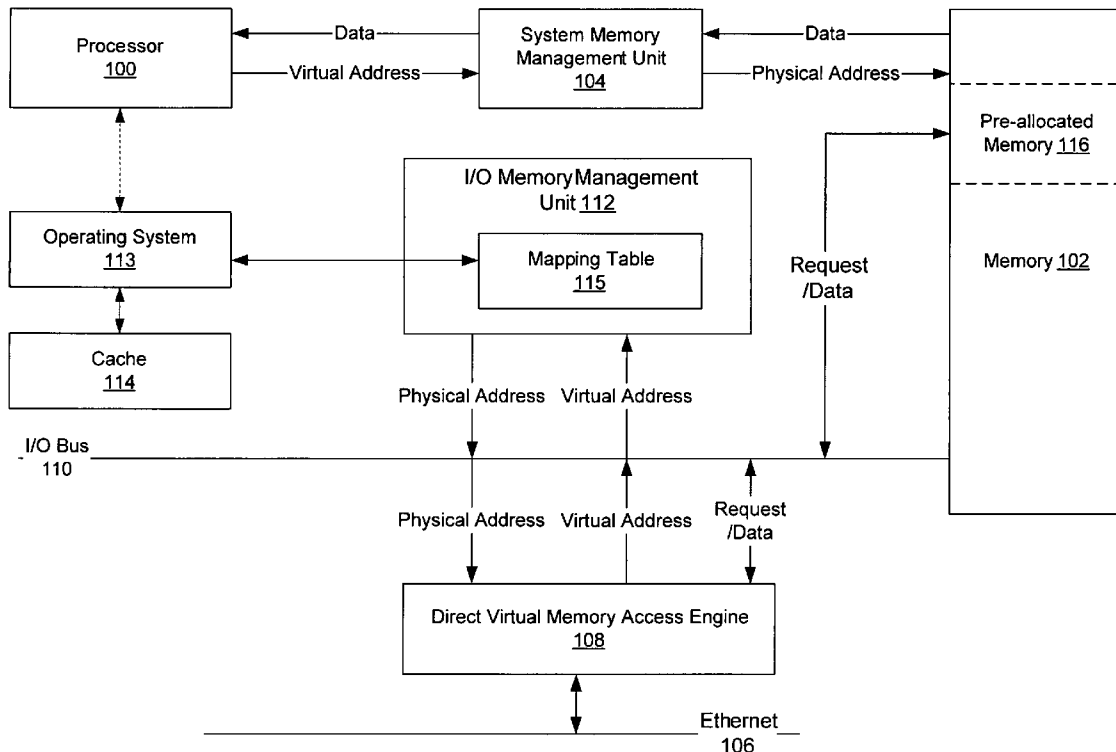 Processor
100
Data
Virtual Address
System Memory
Management Unit
104
Data
Physical Address
Pre-allocated
Memory 116
I/O Memory Management
Unit 112
Operating System
113
Mapping Table
115
Request
/Data
Memory 102
Cache
114
Physical Address
Virtual Address
I/O Bus
110
Physical Address
Virtual Address
Request
/Data
Direct Virtual Memory Access Engine
108
Ethernet
106